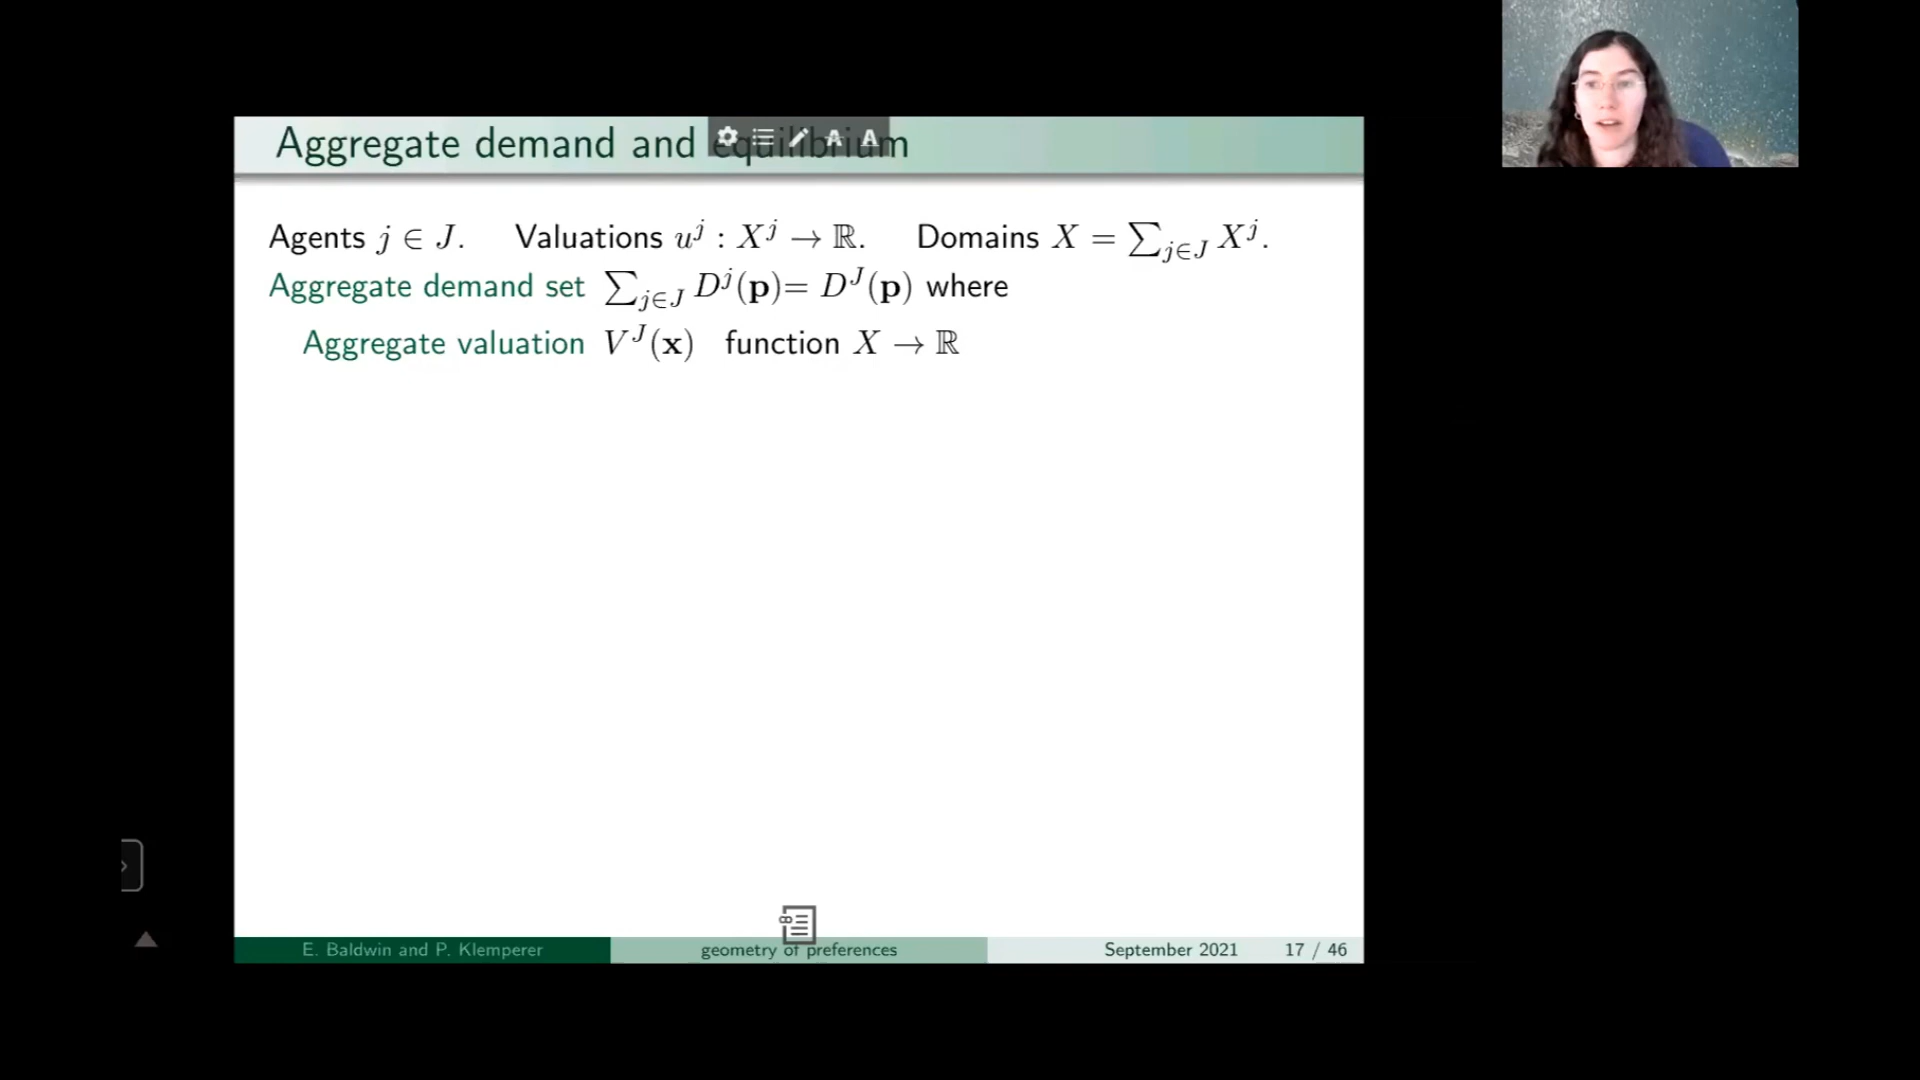 Aggregate demand and equilibrium
Agents j ∈ J. Valuations u^j : X^j → ℝ. Domains X = ∑_{j∈J} X^j.
Aggregate demand set ∑_{j∈J} D^j(𝐩)= D^J(𝐩) where
Aggregate valuation V^J(𝐱) function X → ℝ
E. Baldwin and P. Klemperer geometry of preferences September 2021 17 / 46